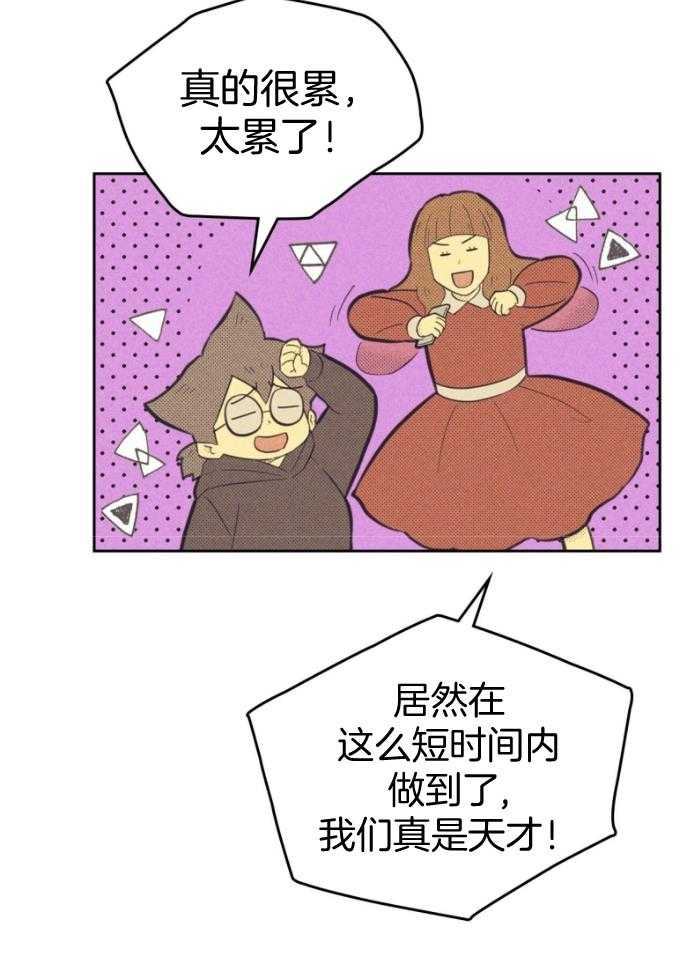 真的很累，
太累了！
居然在
这么短时间内
做到了，
我们真是天才！